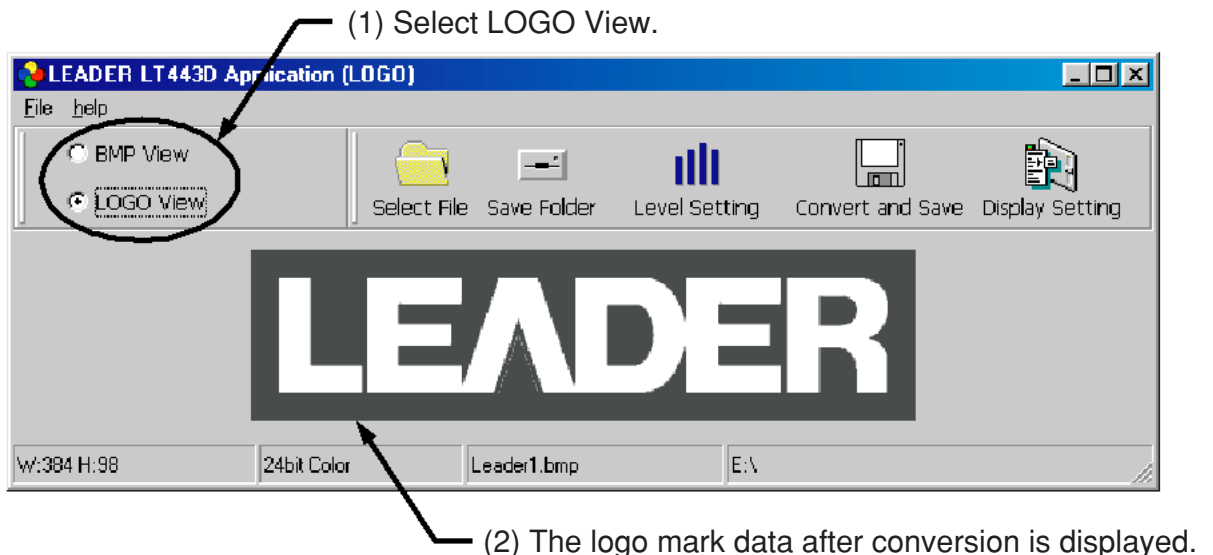 (1) Select LOGO View.
LEADER LT443D Application (LOGO)
File help
BMP View
LOGO View
Select File Save Folder Level Setting Convert and Save Display Setting
LEADER
W:384 H:98 24bit Color Leader1.bmp E:\
(2) The logo mark data after conversion is displayed.